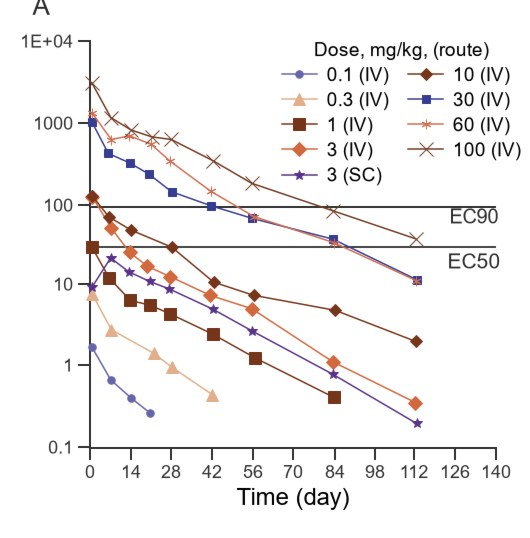 A
1E+04
1000
100
10
1
0.1
Dose, mg/kg, (route)
0.1 (IV)
0.3 (IV)
1 (IV)
3 (IV)
3 (SC)
10 (IV)
30 (IV)
60 (IV)
100 (IV)
EC90
EC50
0 14 28 42 56 70 84 98 112 126 140
Time (day)